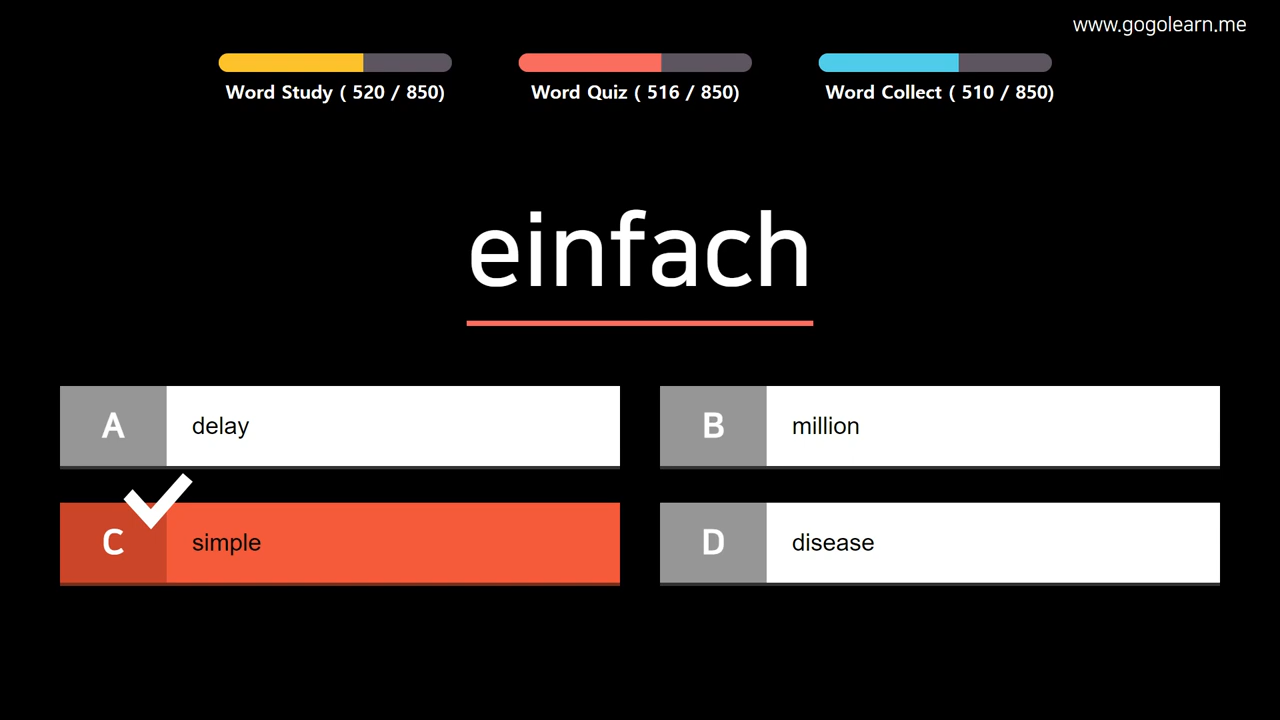 www.gogolearn.me
Word Study ( 520 / 850)
Word Quiz ( 516 / 850)
Word Collect ( 510 / 850)
einfach
A delay
B million
C simple
D disease